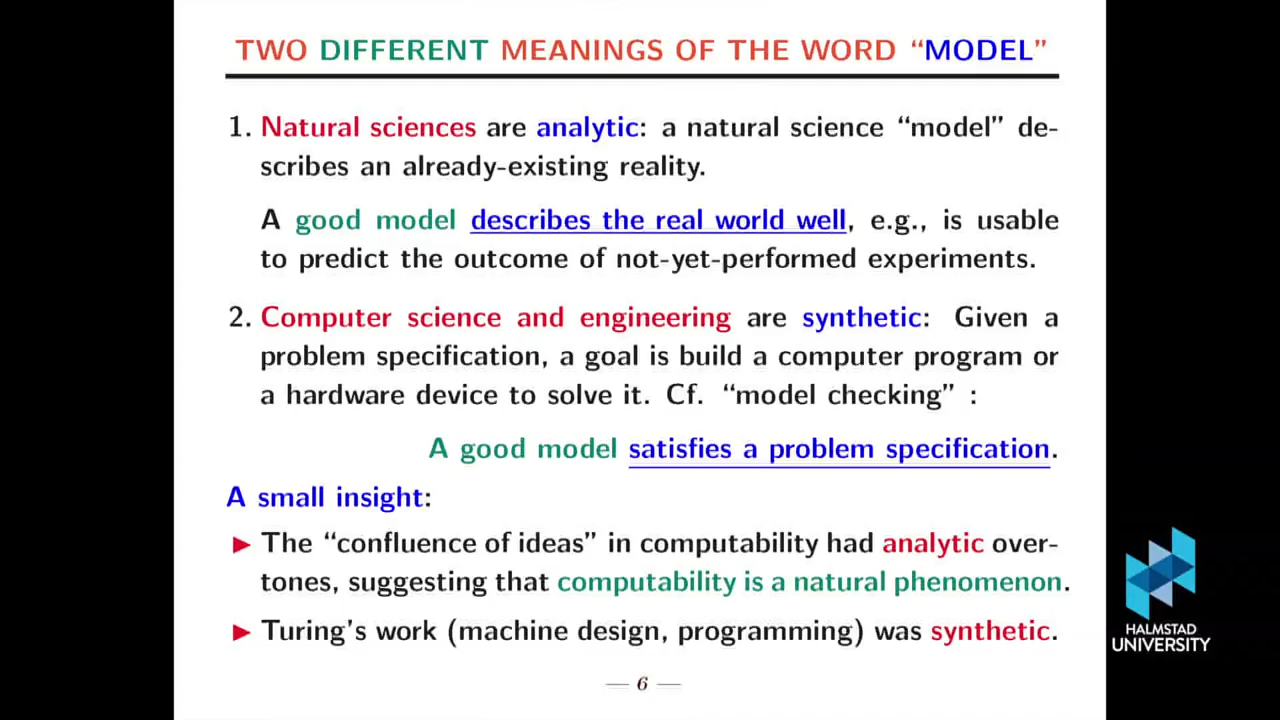 TWO DIFFERENT MEANINGS OF THE WORD “MODEL”
1. Natural sciences are analytic: a natural science “model” de-
scribes an already-existing reality.
A good model describes the real world well, e.g., is usable
to predict the outcome of not-yet-performed experiments.
2. Computer science and engineering are synthetic: Given a
problem specification, a goal is build a computer program or
a hardware device to solve it. Cf. “model checking” :
A good model satisfies a problem specification.
A small insight:
► The “confluence of ideas” in computability had analytic over-
tones, suggesting that computability is a natural phenomenon.
► Turing’s work (machine design, programming) was synthetic.
— 6 —
HALMSTAD
UNIVERSITY